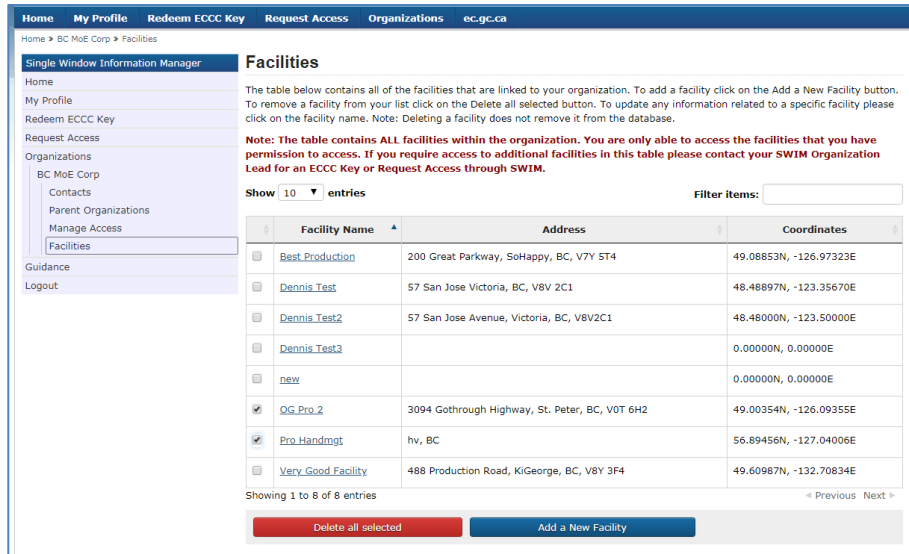 Home My Profile Redeem ECCC Key Request Access Organizations ec.gc.ca
Home > BC MoE Corp > Facilities
Single Window Information Manager
Home
My Profile
Redeem ECCC Key
Request Access
Organizations
BC MoE Corp
Contacts
Parent Organizations
Manage Access
Facilities
Guidance
Logout
Facilities
The table below contains all of the facilities that are linked to your organization. To add a facility click on the Add a New Facility button.
To remove a facility from your list click on the Delete all selected button. To update any information related to a specific facility please
click on the facility name. Note: Deleting a facility does not remove it from the database.
Note: The table contains ALL facilities within the organization. You are only able to access the facilities that you have
permission to access. If you require access to additional facilities in this table please contact your SWIM Organization
Lead for an ECCC Key or Request Access through SWIM.
Show 10 entries Filter items:
Facility Name Address Coordinates
Best Production 200 Great Parkway, SoHappy, BC, V7Y 5T4 49.08853N, -126.97323E
Dennis Test 57 San Jose Victoria, BC, V8V 2C1 48.48897N, -123.35670E
Dennis Test2 57 San Jose Avenue, Victoria, BC, V8V2C1 48.48000N, -123.50000E
Dennis Test3 0.00000N, 0.00000E
new 0.00000N, 0.00000E
OG Pro 2 3094 Gothrough Highway, St. Peter, BC, V0T 6H2 49.00354N, -126.09355E
Pro Handmgt hv, BC 56.89456N, -127.04006E
Very Good Facility 488 Production Road, KiGeorge, BC, V8Y 3F4 49.60987N, -132.70834E
Showing 1 to 8 of 8 entries Previous Next
Delete all selected Add a New Facility